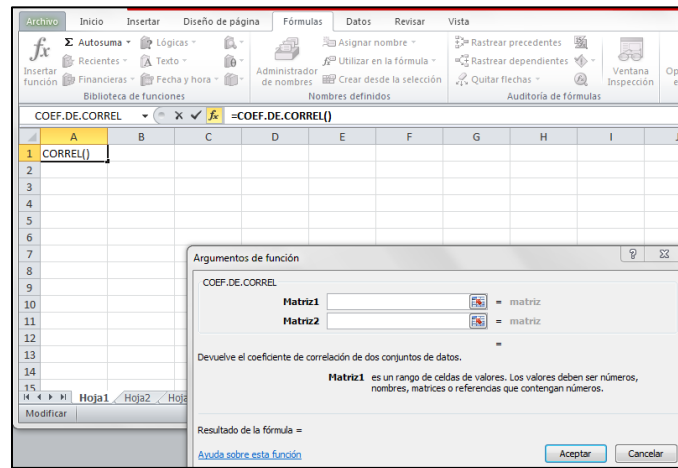 Archivo Inicio Insertar Diseño de página Fórmulas Datos Revisar Vista
fx Σ Autosuma Lógicas Asignar nombre Rastrear precedentes
Recientes Texto Utilizar en la fórmula Rastrear dependientes
Insertar función Financieras Fecha y hora Administrador de nombres Crear desde la selección Quitar flechas Ventana Inspección
Biblioteca de funciones Nombres definidos Auditoría de fórmulas
COEF.DE.CORREL fx =COEF.DE.CORREL()
A B C D E F G H I
1 CORREL()
2
3
4
5
6
7
8
9
10
11
12
13
14
15
Argumentos de función
COEF.DE.CORREL
Matriz1 = matriz
Matriz2 = matriz
=
Devuelve el coeficiente de correlación de dos conjuntos de datos.
Matriz1 es un rango de celdas de valores. Los valores deben ser números,
nombres, matrices o referencias que contengan números.
Resultado de la fórmula =
Ayuda sobre esta función Aceptar Cancelar
Hoja1 Hoja2
Modificar